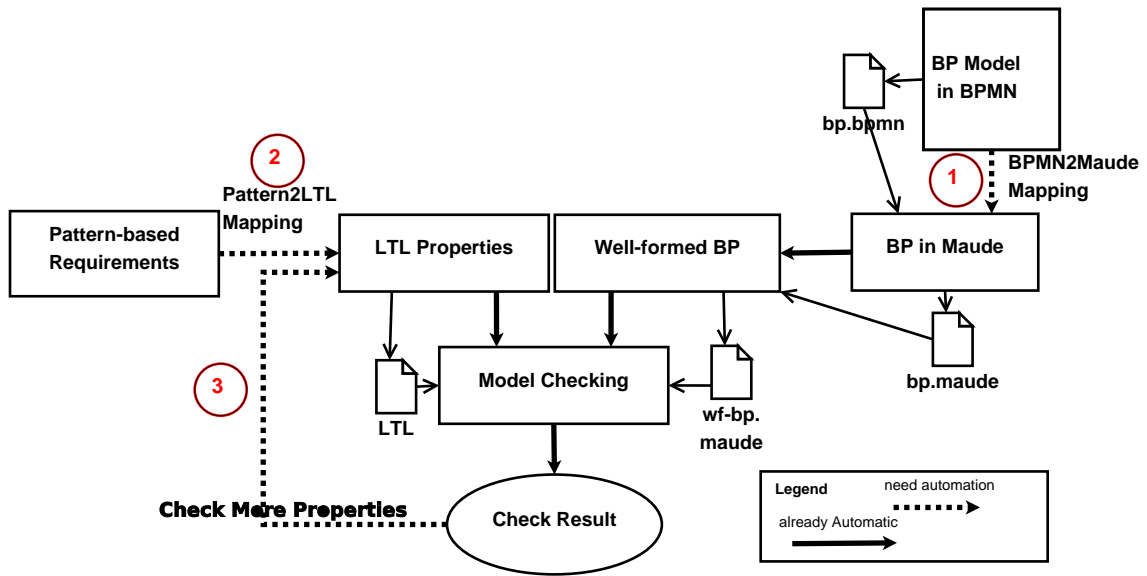 BP Model
in BPMN
bp.bpmn
1
BPMN2Maude
Mapping
2
Pattern2LTL
Mapping
Pattern-based
Requirements
LTL Properties
Well-formed BP
BP in Maude
bp.maude
3
Model Checking
LTL
wf-bp.
maude
Check More Properties
Check Result
Legend
need automation
already Automatic